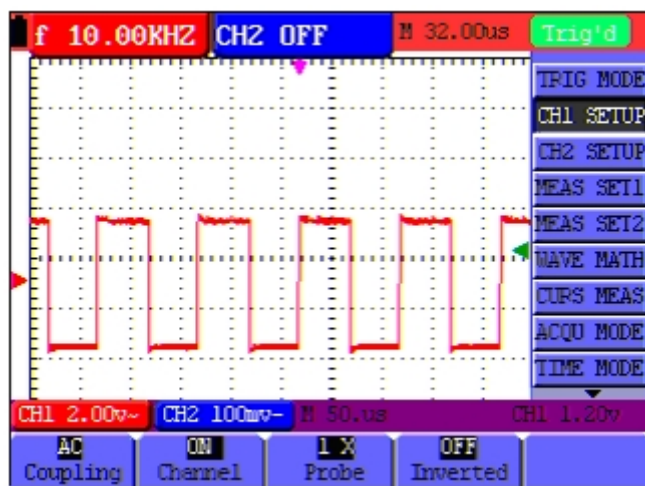 f 10.00KHZ CH2 OFF M 32.00us Trig'd
TRIG MODE
CH1 SETUP
CH2 SETUP
MEAS SET1
MEAS SET2
WAVE MATH
CURS MEAS
ACQU MODE
TIME MODE
CH1 2.00v~ CH2 100mv- M 50.us CH1 1.20v
AC ON 1 X OFF
Coupling Channel Probe Inverted